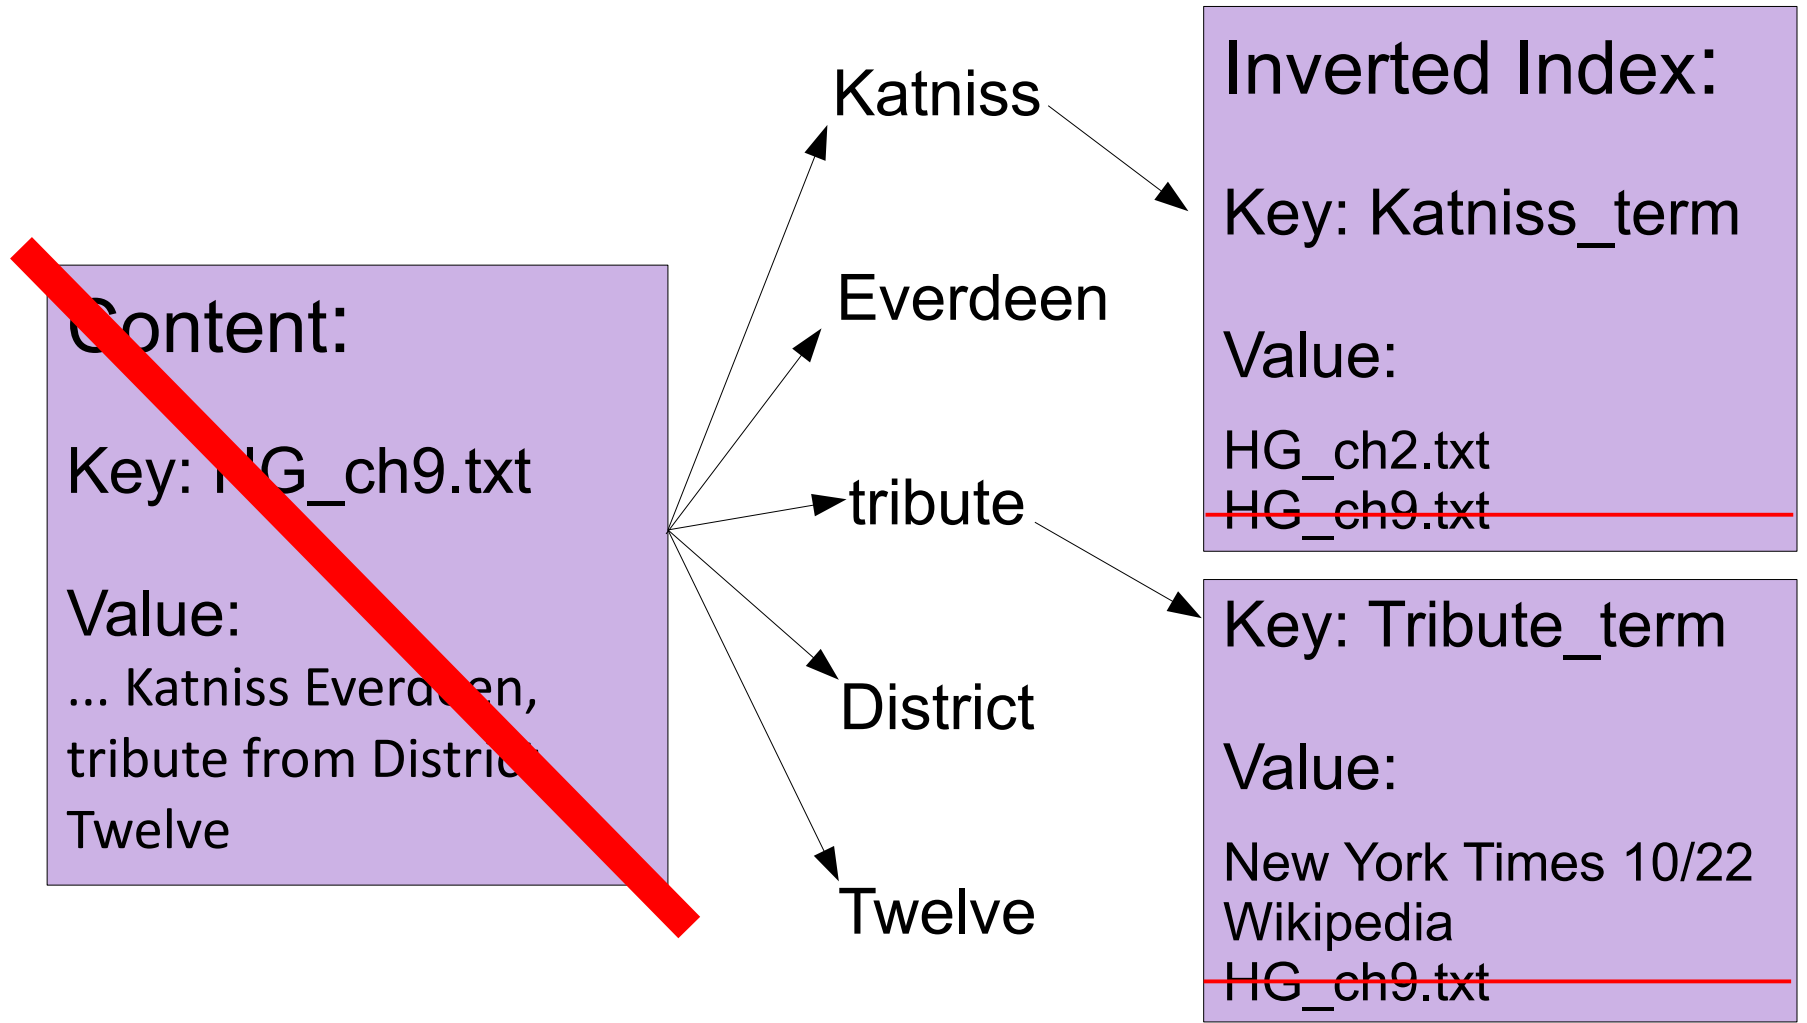 Content:
Key: HG_ch9.txt
Value:
... Katniss Everdeen,
tribute from District
Twelve
Katniss
Everdeen
tribute
District
Twelve
Inverted Index:
Key: Katniss_term
Value:
HG_ch2.txt
HG_ch9.txt
Key: Tribute_term
Value:
New York Times 10/22
Wikipedia
HG_ch9.txt